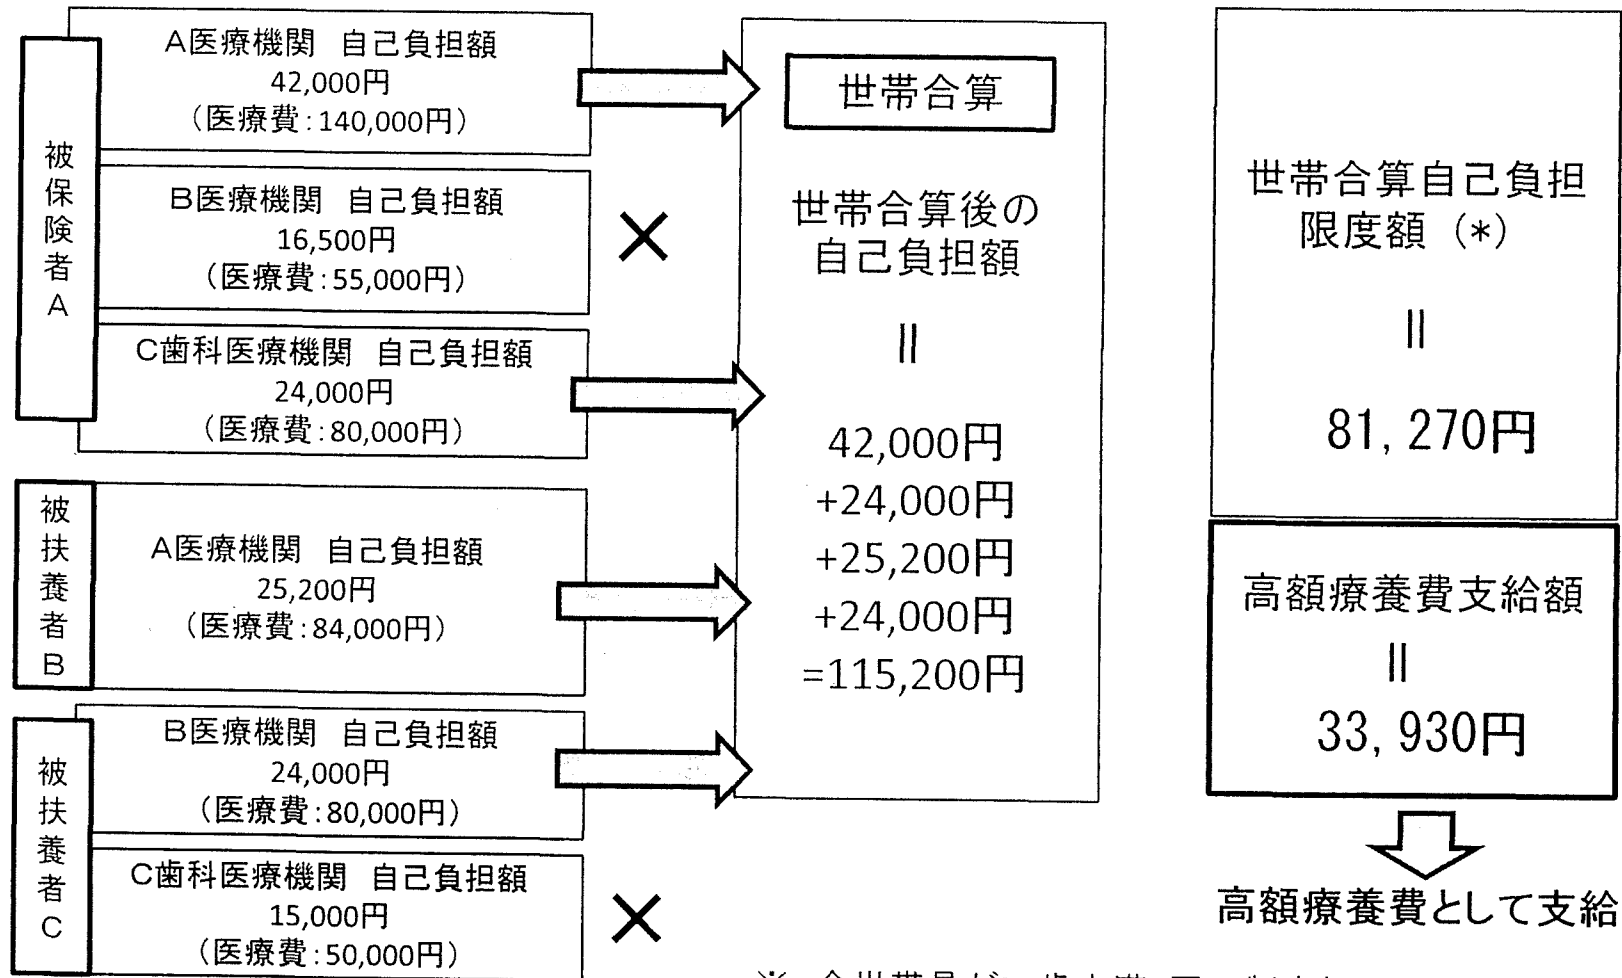 被保険者A
A医療機関 自己負担額
42,000円
(医療費:140,000円)
B医療機関 自己負担額
16,500円
(医療費:55,000円)
×
C歯科医療機関 自己負担額
24,000円
(医療費:80,000円)
被扶養者B
A医療機関 自己負担額
25,200円
(医療費:84,000円)
被扶養者C
B医療機関 自己負担額
24,000円
(医療費:80,000円)
C歯科医療機関 自己負担額
15,000円
(医療費:50,000円)
×
世帯合算
世帯合算後の
自己負担額
=
42,000円
+24,000円
+25,200円
+24,000円
=115,200円
世帯合算自己負担
限度額 (*)
=
81,270円
高額療養費支給額
=
33,930円
高額療養費として支給